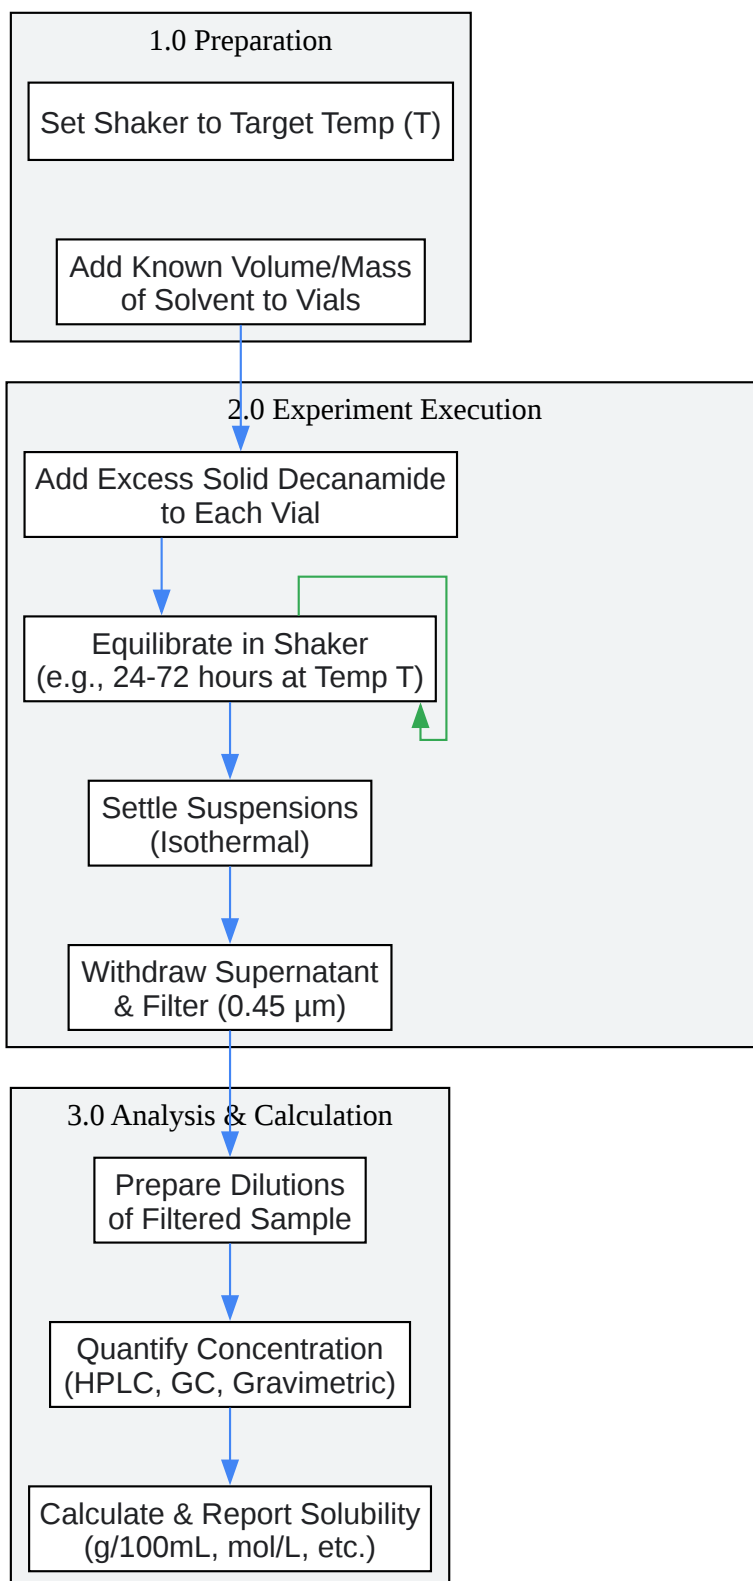 1.0 Preparation
Set Shaker to Target Temp (T)
Add Known Volume/Mass
of Solvent to Vials
2.0 Experiment Execution
Add Excess Solid Decanamide
to Each Vial
Equilibrate in Shaker
(e.g., 24-72 hours at Temp T)
Settle Suspensions
(Isothermal)
Withdraw Supernatant
& Filter (0.45 µm)
3.0 Analysis & Calculation
Prepare Dilutions
of Filtered Sample
Quantify Concentration
(HPLC, GC, Gravimetric)
Calculate & Report Solubility
(g/100mL, mol/L, etc.)